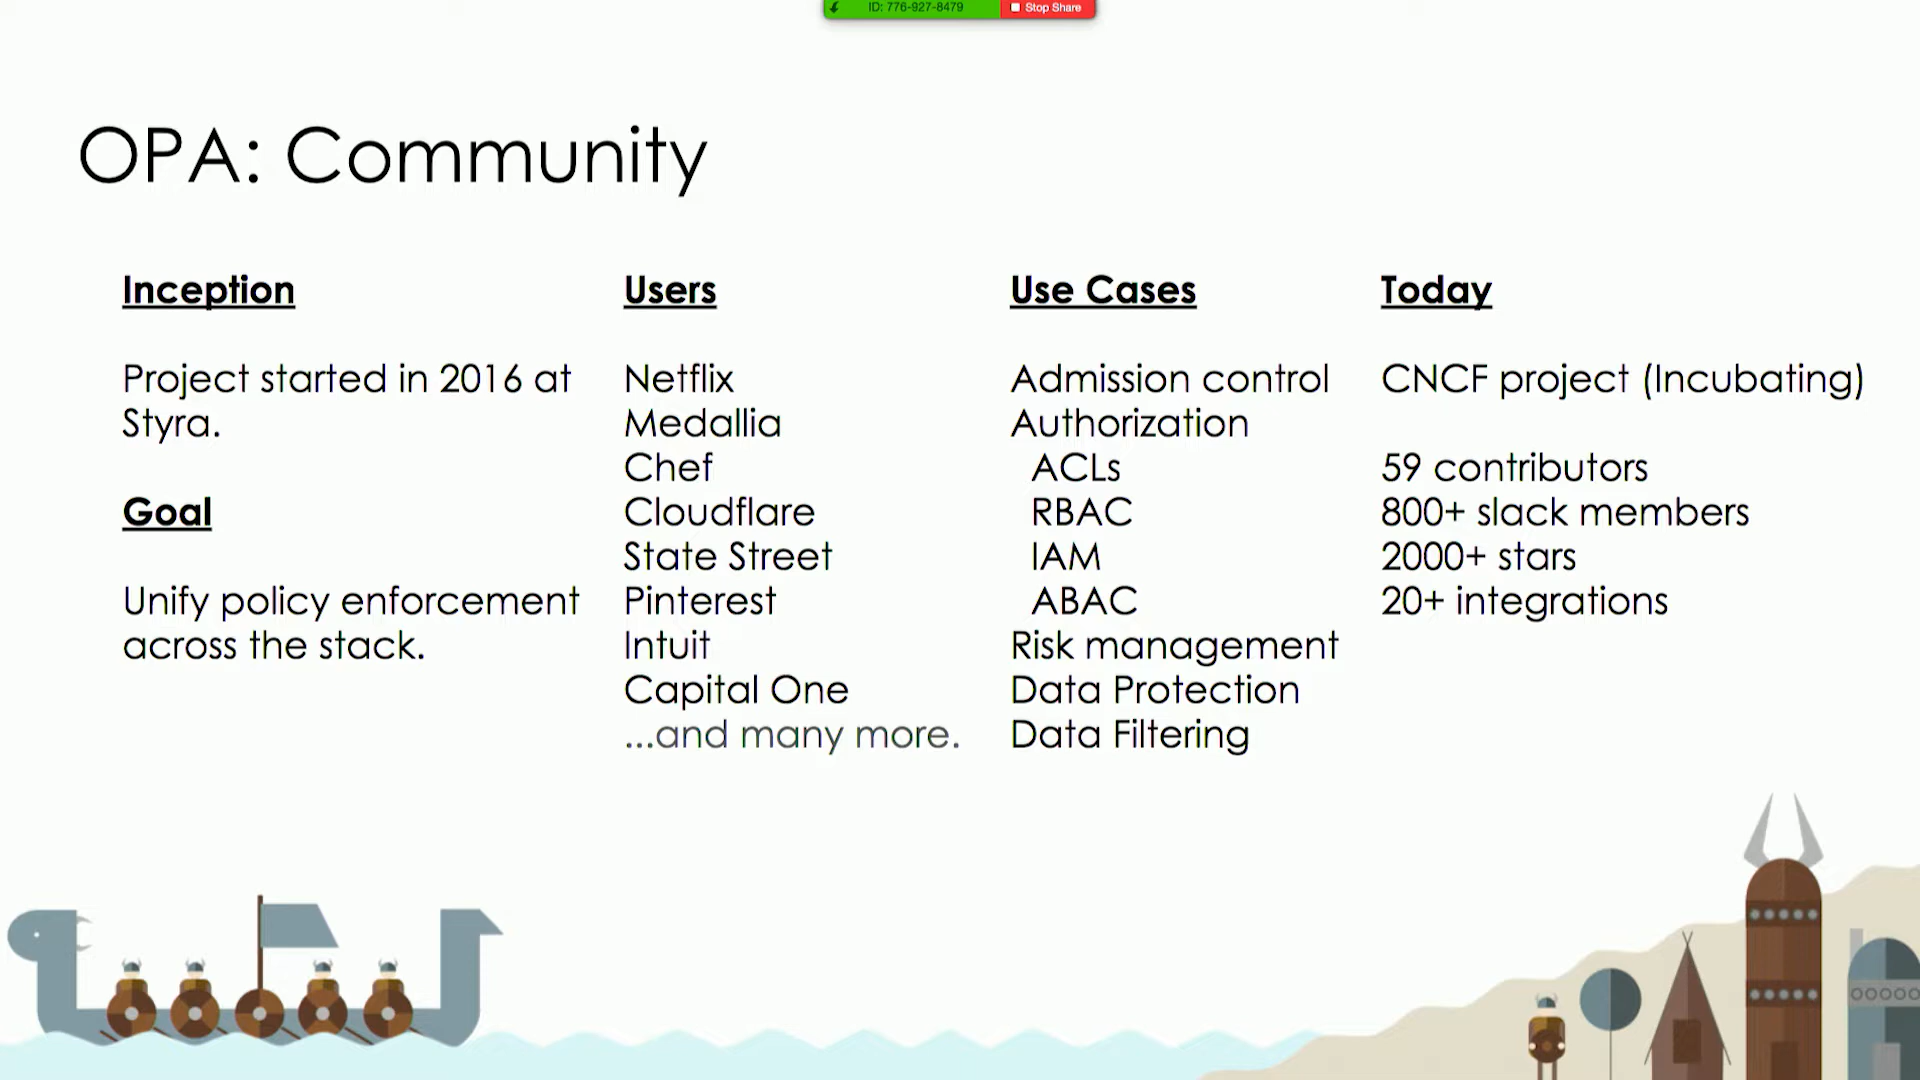 ID: 776-927-8479
Stop Share
OPA: Community
Inception
Project started in 2016 at
Styra.
Goal
Unify policy enforcement
across the stack.
Users
Netflix
Medallia
Chef
Cloudflare
State Street
Pinterest
Intuit
Capital One
...and many more.
Use Cases
Admission control
Authorization
ACLs
RBAC
IAM
ABAC
Risk management
Data Protection
Data Filtering
Today
CNCF project (Incubating)
59 contributors
800+ slack members
2000+ stars
20+ integrations